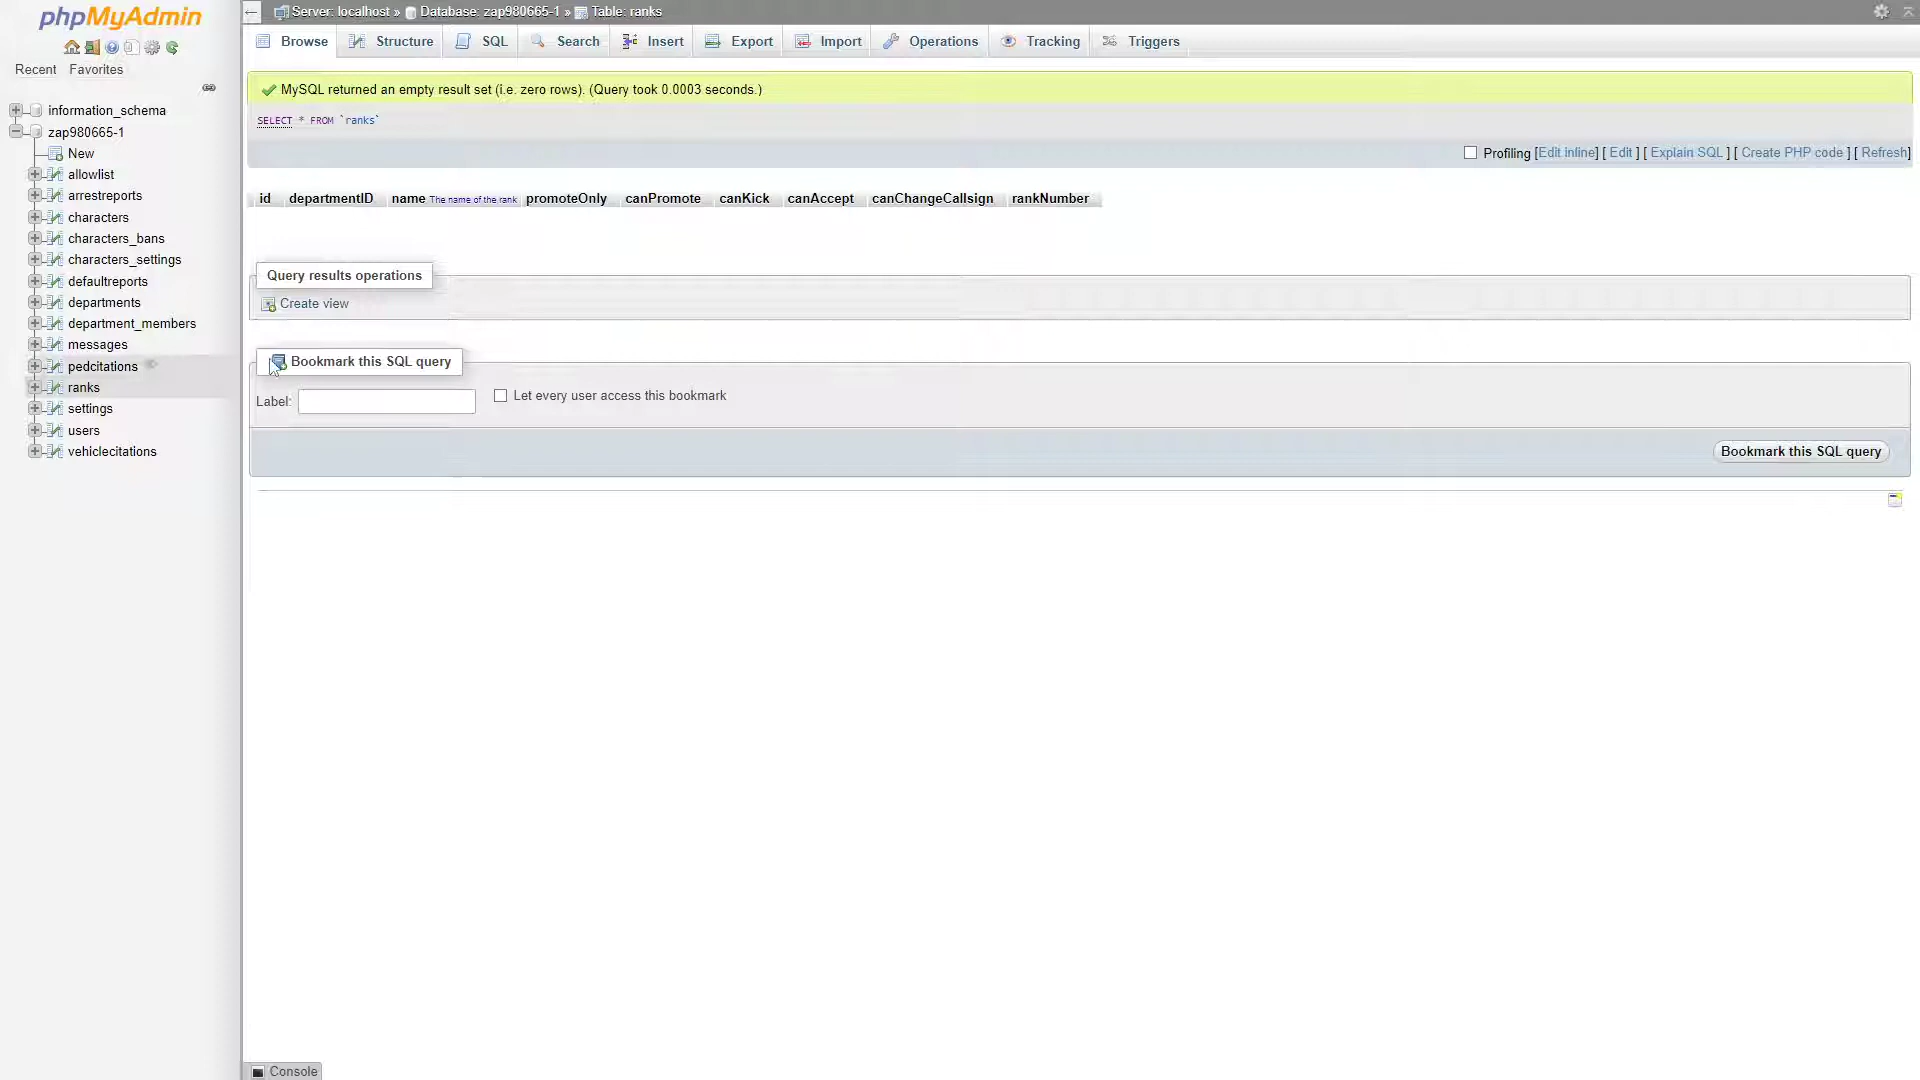 phpMyAdmin
Recent Favorites
information_schema
zap980665-1
New
allowlist
arrestreports
characters
characters_bans
characters_settings
defaultreports
departments
department_members
messages
pedcitations
ranks
settings
users
vehiclecitations
Server: localhost » Database: zap980665-1 » Table: ranks
Browse Structure SQL Search Insert Export Import Operations Tracking Triggers
MySQL returned an empty result set (i.e. zero rows). (Query took 0.0003 seconds.)
SELECT * FROM `ranks`
Profiling [Edit inline] [ Edit ] [ Explain SQL ] [ Create PHP code ] [ Refresh]
id departmentID name The name of the rank promoteOnly canPromote canKick canAccept canChangeCallsign rankNumber
Query results operations
Create view
Bookmark this SQL query
Label: Let every user access this bookmark
Bookmark this SQL query
Console